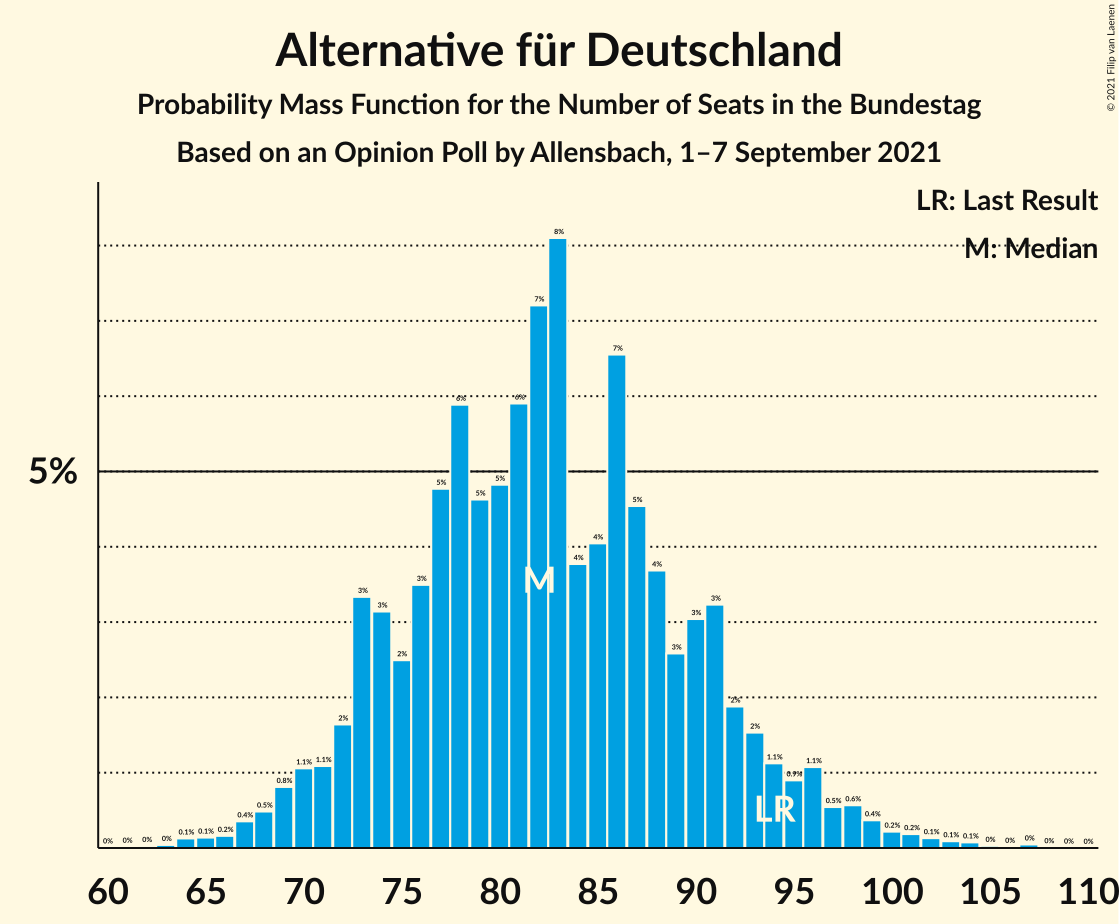 Alternative für Deutschland
Probability Mass Function for the Number of Seats in the Bundestag
Based on an Opinion Poll by Allensbach, 1–7 September 2021
© 2021 Filip van Laenen
LR: Last Result
M: Median
5%
0% 0% 0% 0% 0.1% 0.1% 0.2% 0.4% 0.5% 0.8% 1.1% 1.1% 2% 3% 3% 2% 3% 5% 6% 5% 5% 6% 7% 8% 4% 4% 7% 5% 4% 3% 3% 3% 2% 2% 1.1% 0.9% 1.1% 0.5% 0.6% 0.4% 0.2% 0.2% 0.1% 0.1% 0.1% 0% 0% 0% 0% 0% 0%
M
LR
60 65 70 75 80 85 90 95 100 105 110